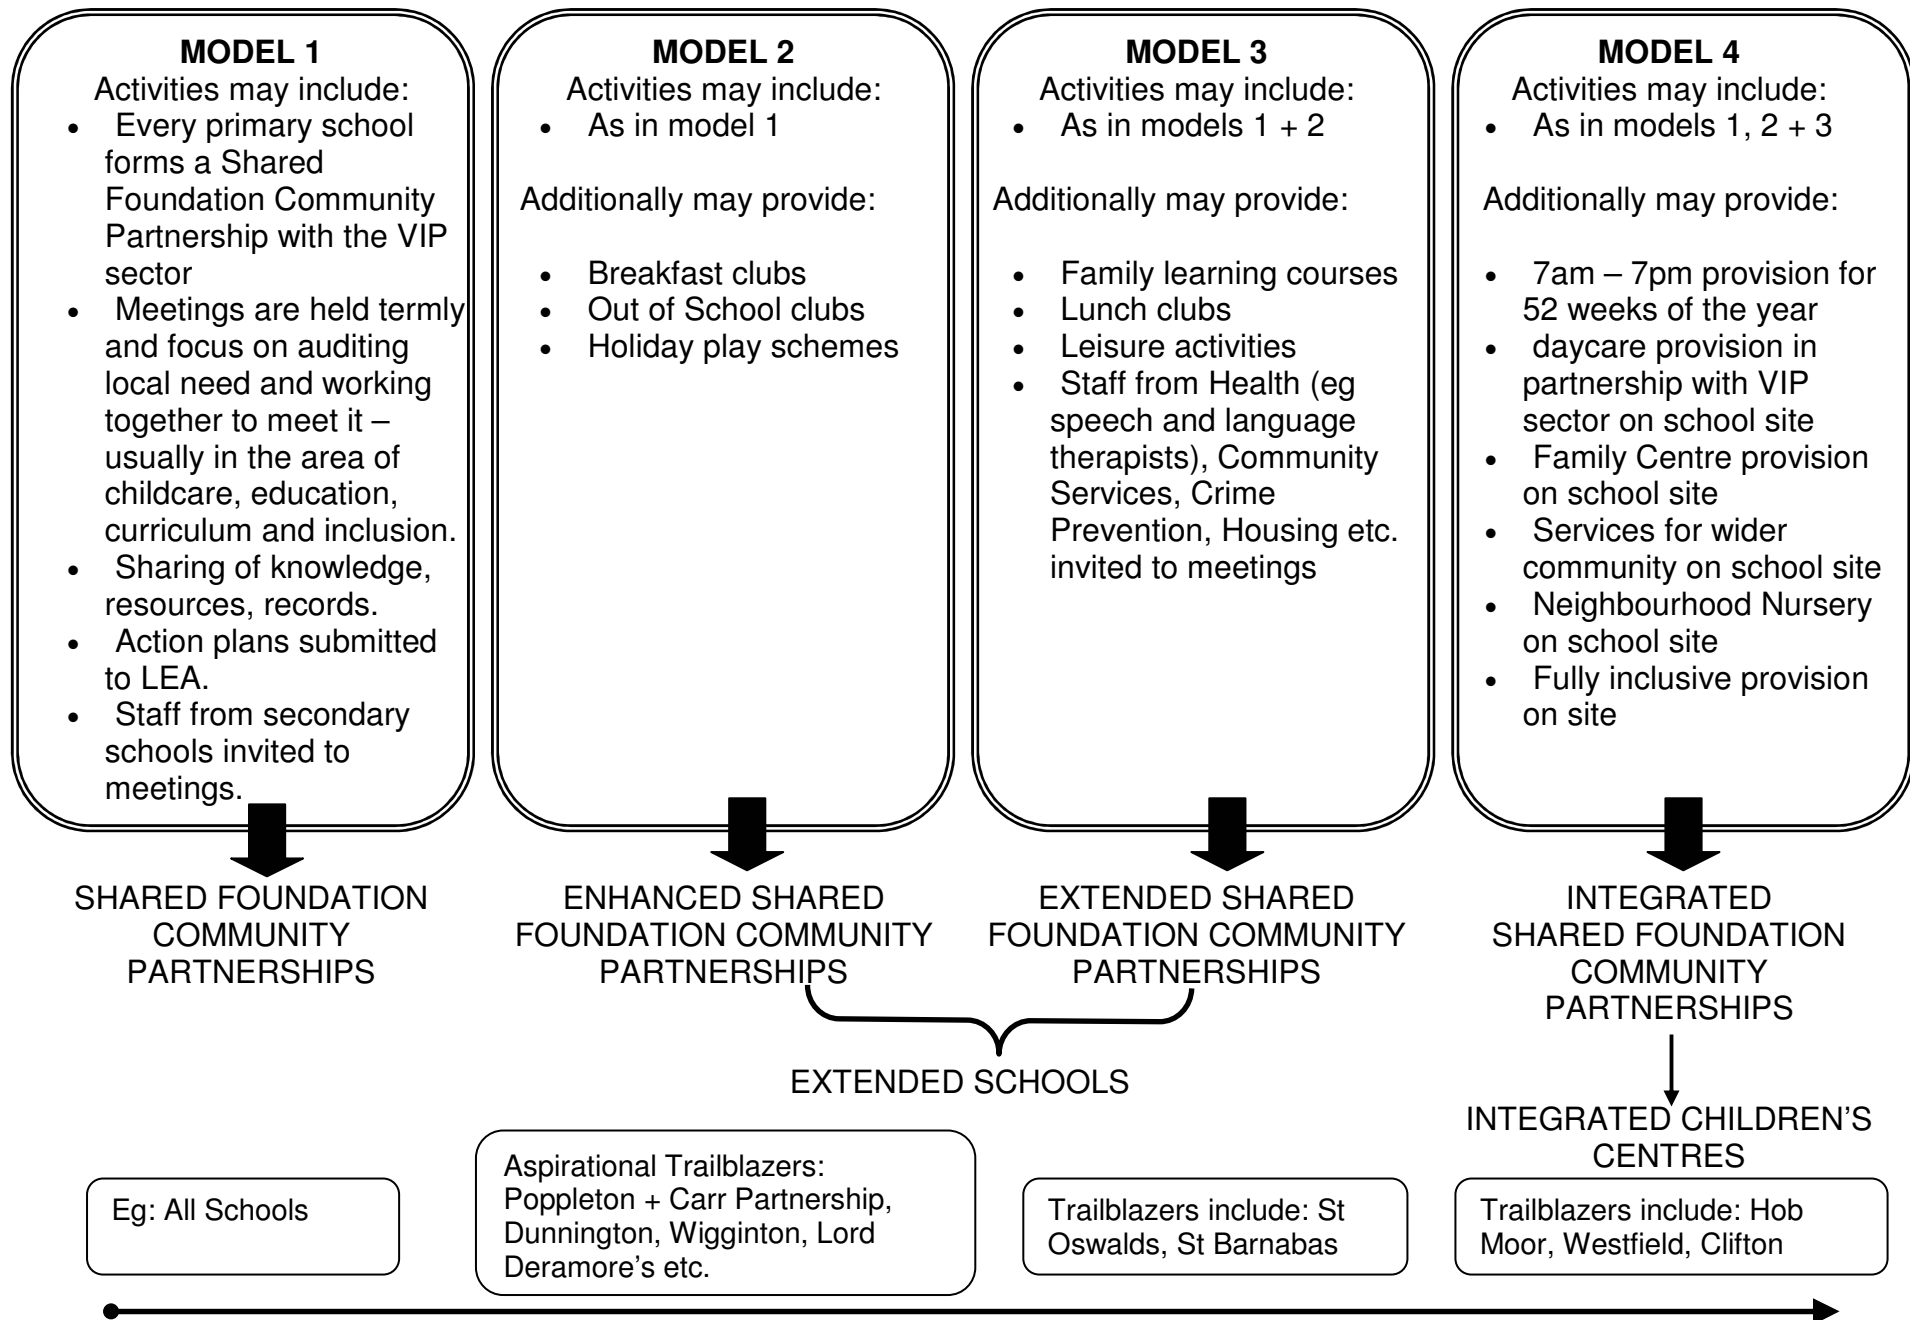 MODEL 1
Activities may include:
• Every primary school
forms a Shared
Foundation Community
Partnership with the VIP
sector
• Meetings are held termly
and focus on auditing
local need and working
together to meet it –
usually in the area of
childcare, education,
curriculum and inclusion.
• Sharing of knowledge,
resources, records.
• Action plans submitted
to LEA.
• Staff from secondary
schools invited to
meetings.
SHARED FOUNDATION
COMMUNITY
PARTNERSHIPS
MODEL 2
Activities may include:
• As in model 1
Additionally may provide:
• Breakfast clubs
• Out of School clubs
• Holiday play schemes
ENHANCED SHARED
FOUNDATION COMMUNITY
PARTNERSHIPS
MODEL 3
Activities may include:
• As in models 1 + 2
Additionally may provide:
• Family learning courses
• Lunch clubs
• Leisure activities
• Staff from Health (eg
speech and language
therapists), Community
Services, Crime
Prevention, Housing etc.
invited to meetings
EXTENDED SHARED
FOUNDATION COMMUNITY
PARTNERSHIPS
MODEL 4
Activities may include:
• As in models 1, 2 + 3
Additionally may provide:
• 7am – 7pm provision for
52 weeks of the year
• daycare provision in
partnership with VIP
sector on school site
• Family Centre provision
on school site
• Services for wider
community on school site
• Neighbourhood Nursery
on school site
• Fully inclusive provision
on site
INTEGRATED
SHARED FOUNDATION
COMMUNITY
PARTNERSHIPS
EXTENDED SCHOOLS
INTEGRATED CHILDREN'S
CENTRES
Eg: All Schools
Aspirational Trailblazers:
Poppleton + Carr Partnership,
Dunnington, Wigginton, Lord
Deramore's etc.
Trailblazers include: St
Oswalds, St Barnabas
Trailblazers include: Hob
Moor, Westfield, Clifton